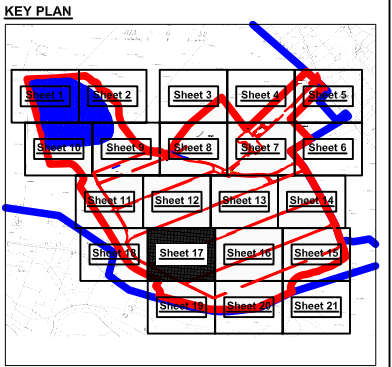 KEY PLAN
Sheet 1
Sheet 2
Sheet 3
Sheet 4
Sheet 5
Sheet 10
Sheet 9
Sheet 8
Sheet 7
Sheet 6
Sheet 11
Sheet 12
Sheet 13
Sheet 14
Sheet 18
Sheet 17
Sheet 16
Sheet 15
Sheet 19
Sheet 20
Sheet 21